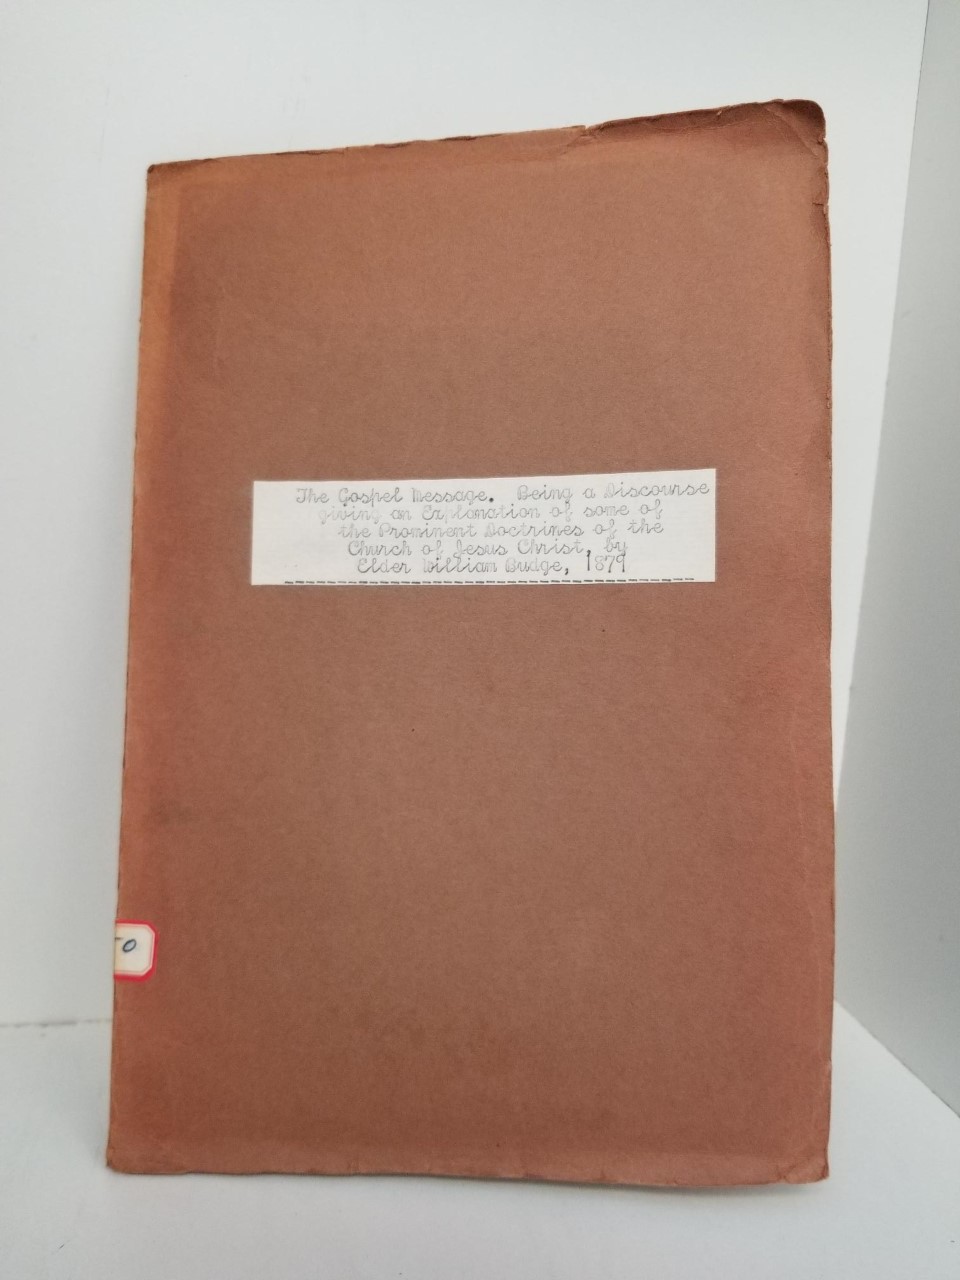 The Gospel Message. Being a Discourse
giving an Explanation of some of
the Prominent Doctrines of the
Church of Jesus Christ, by
Elder William Budge, 1879
0